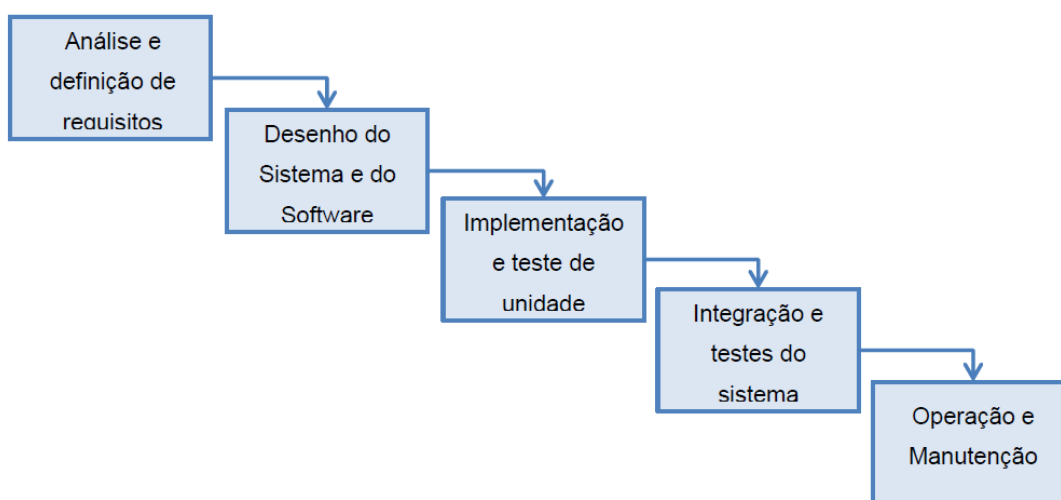 Análise e
definição de
requisitos
Desenho do
Sistema e do
Software
Implementação
e teste de
unidade
Integração e
testes do
sistema
Operação e
Manutenção